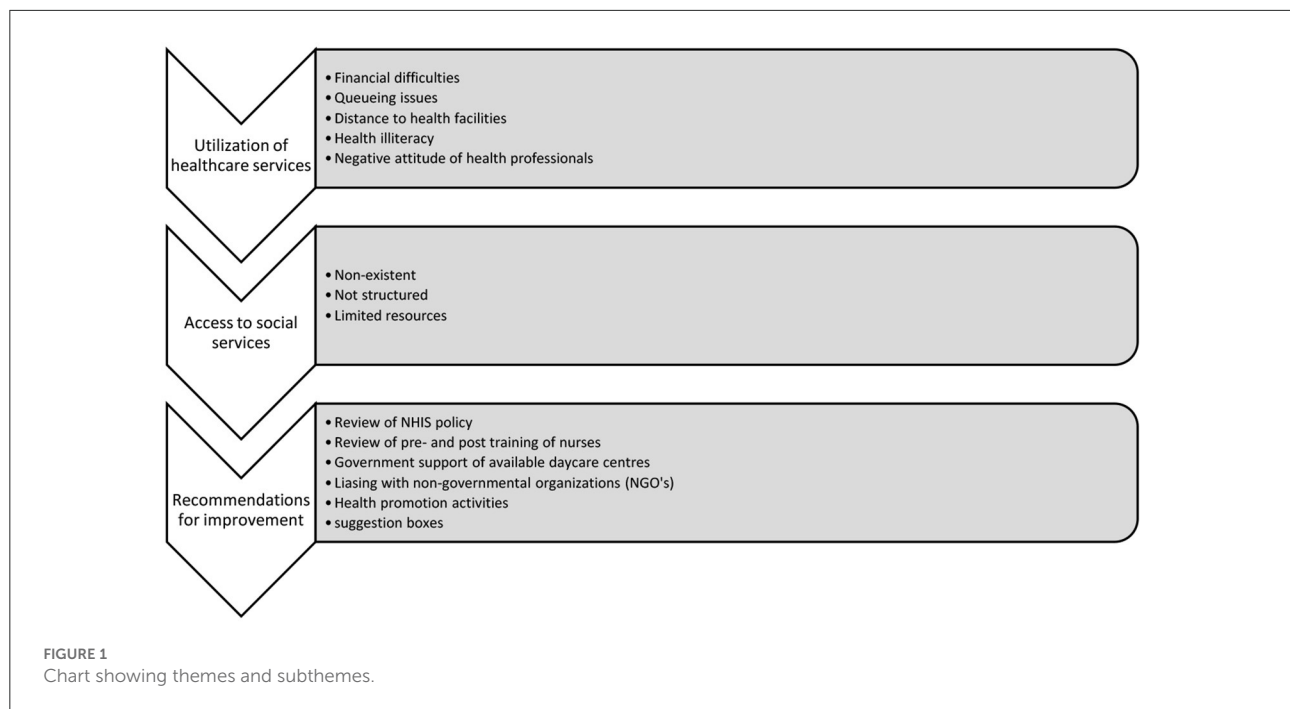 Utilization of
healthcare services
• Financial difficulties
• Queueing issues
• Distance to health facilities
• Health illiteracy
• Negative attitude of health professionals
Access to social
services
• Non-existent
• Not structured
• Limited resources
Recommendations
for improvement
• Review of NHIS policy
• Review of pre- and post training of nurses
• Government support of available daycare centres
• Liasing with non-governmental organizations (NGO's)
• Health promotion activities
• suggestion boxes
FIGURE 1
Chart showing themes and subthemes.